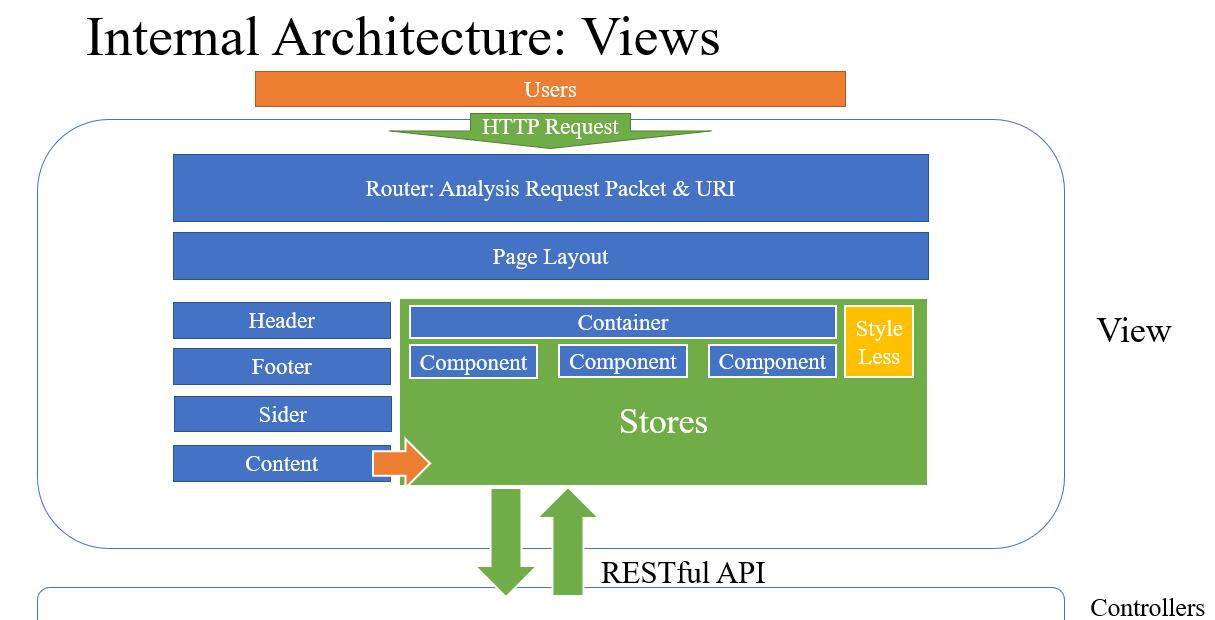 Internal Architecture: Views
Users
HTTP Request
Router: Analysis Request Packet & URI
Page Layout
Header
Footer
Sider
Content
Container
Component
Component
Component
Style
Less
Stores
View
RESTful API
Controllers